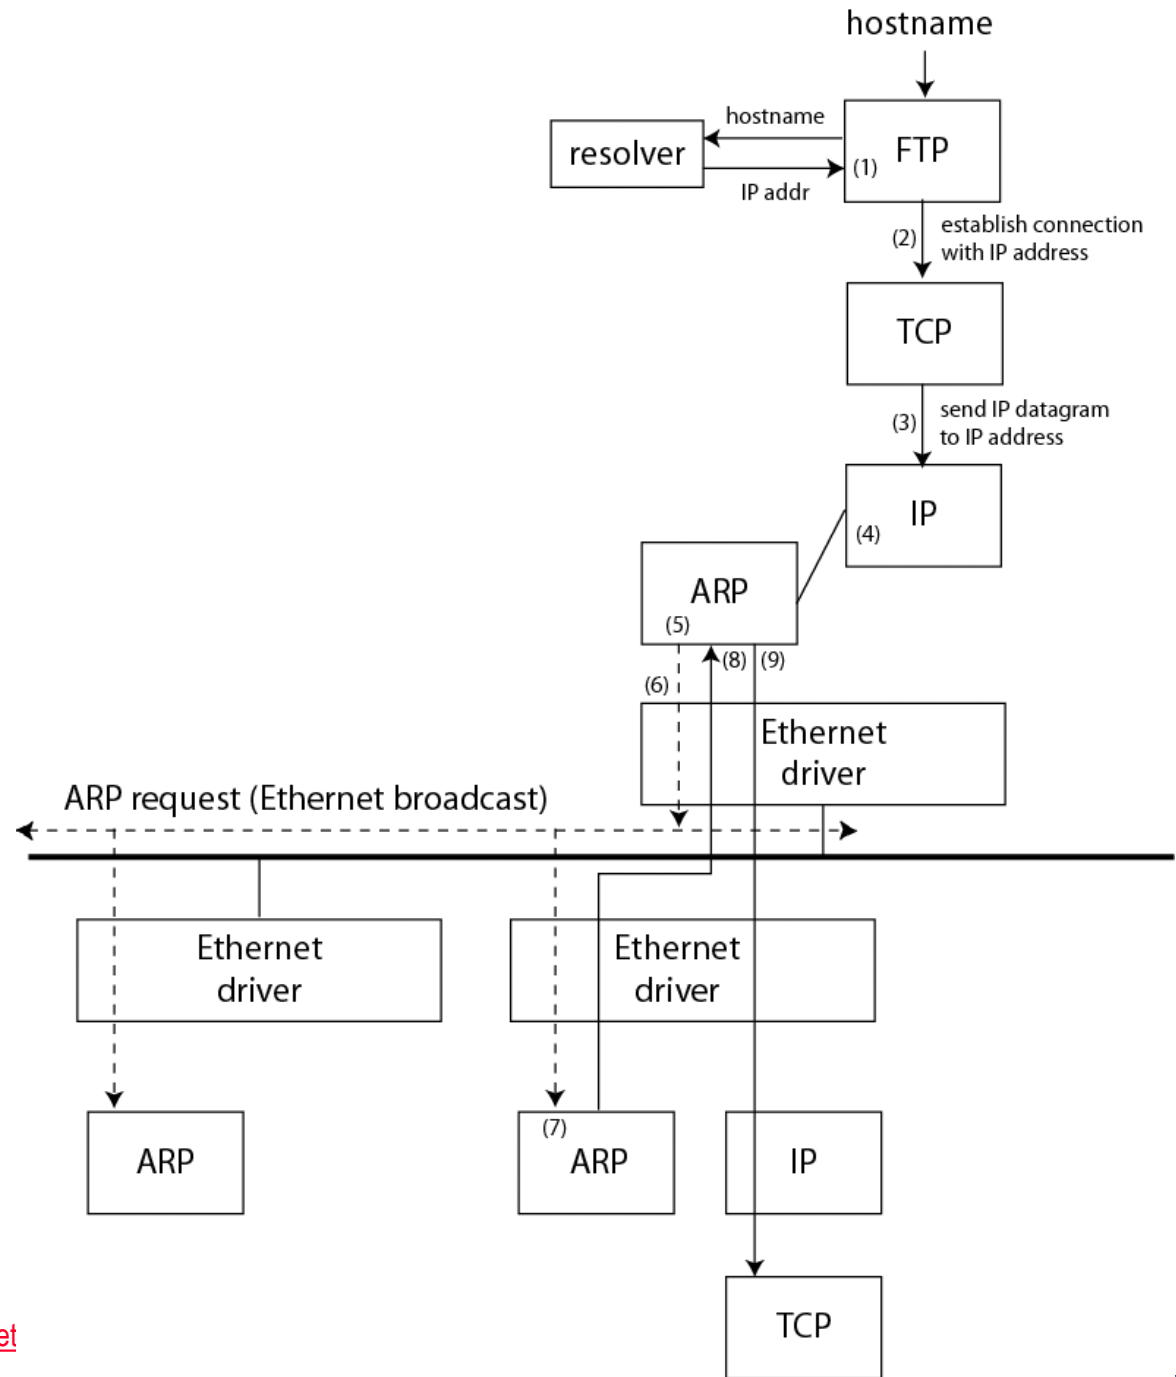 hostname
hostname
resolver
FTP
(1)
IP addr
(2)
establish connection
with IP address
TCP
(3)
send IP datagram
to IP address
IP
(4)
ARP
(5)
(8)
(9)
(6)
Ethernet
driver
ARP request (Ethernet broadcast)
Ethernet
driver
Ethernet
driver
ARP
(7)
ARP
IP
TCP
et